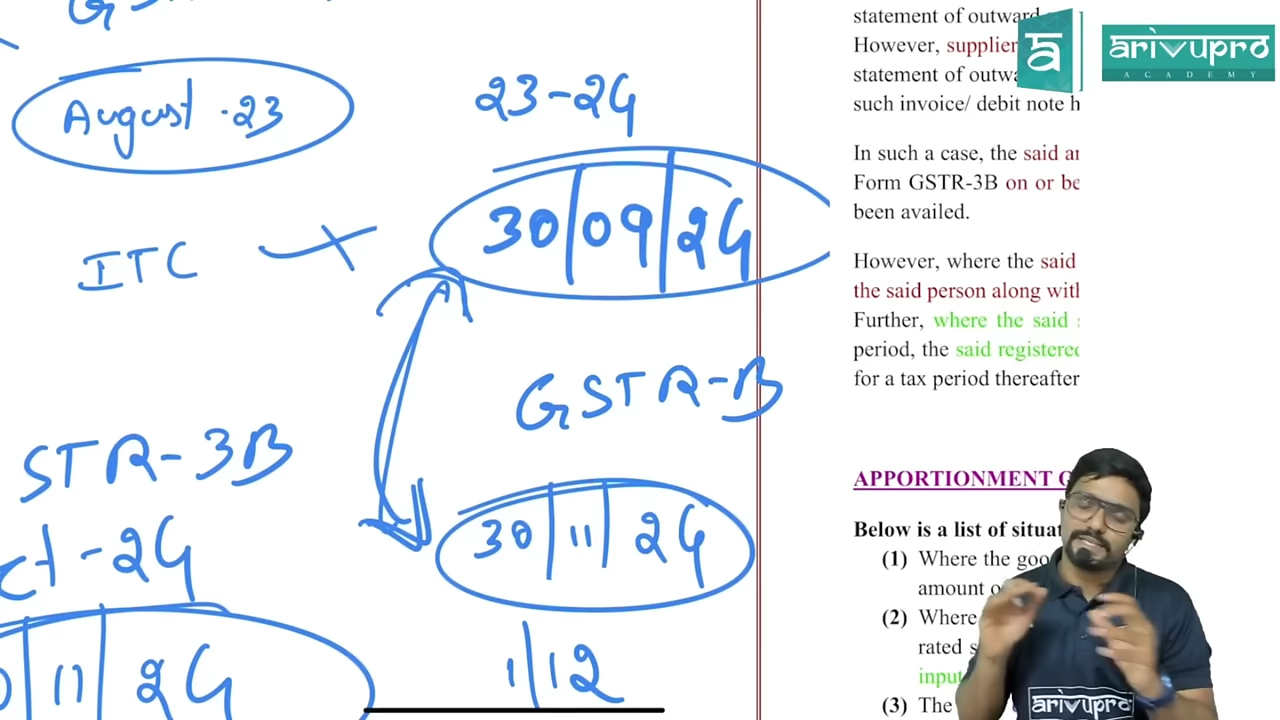 August -23
23-24
30/09/24
ITC
GSTR-B
STR-3B
30/11/24
ct-24
11/24
1/12
statement of outward
However, supplier
statement of outwa
such invoice/ debit note h
In such a case, the said ar
Form GSTR-3B on or be
been availed.
However, where the said
the said person along with
Further, where the said s
period, the said registered
for a tax period thereafter
APPORTIONMENT O
Below is a list of situat
(1) Where the goo
amount o
(2) Where
rated s
input
(3) The
arivupro
ACADEMY
arivupro